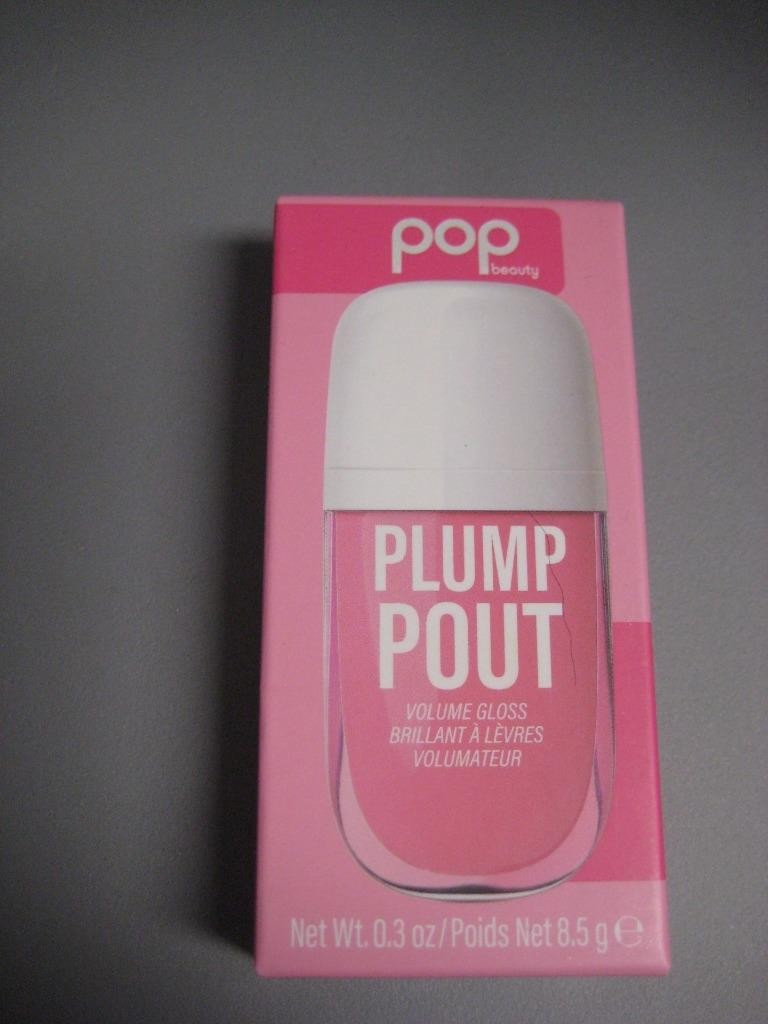 pop
beauty
PLUMP
POUT
VOLUME GLOSS
BRILLANT À LÈVRES
VOLUMATEUR
Net Wt. 0.3 oz/Poids Net 8.5 g ℮